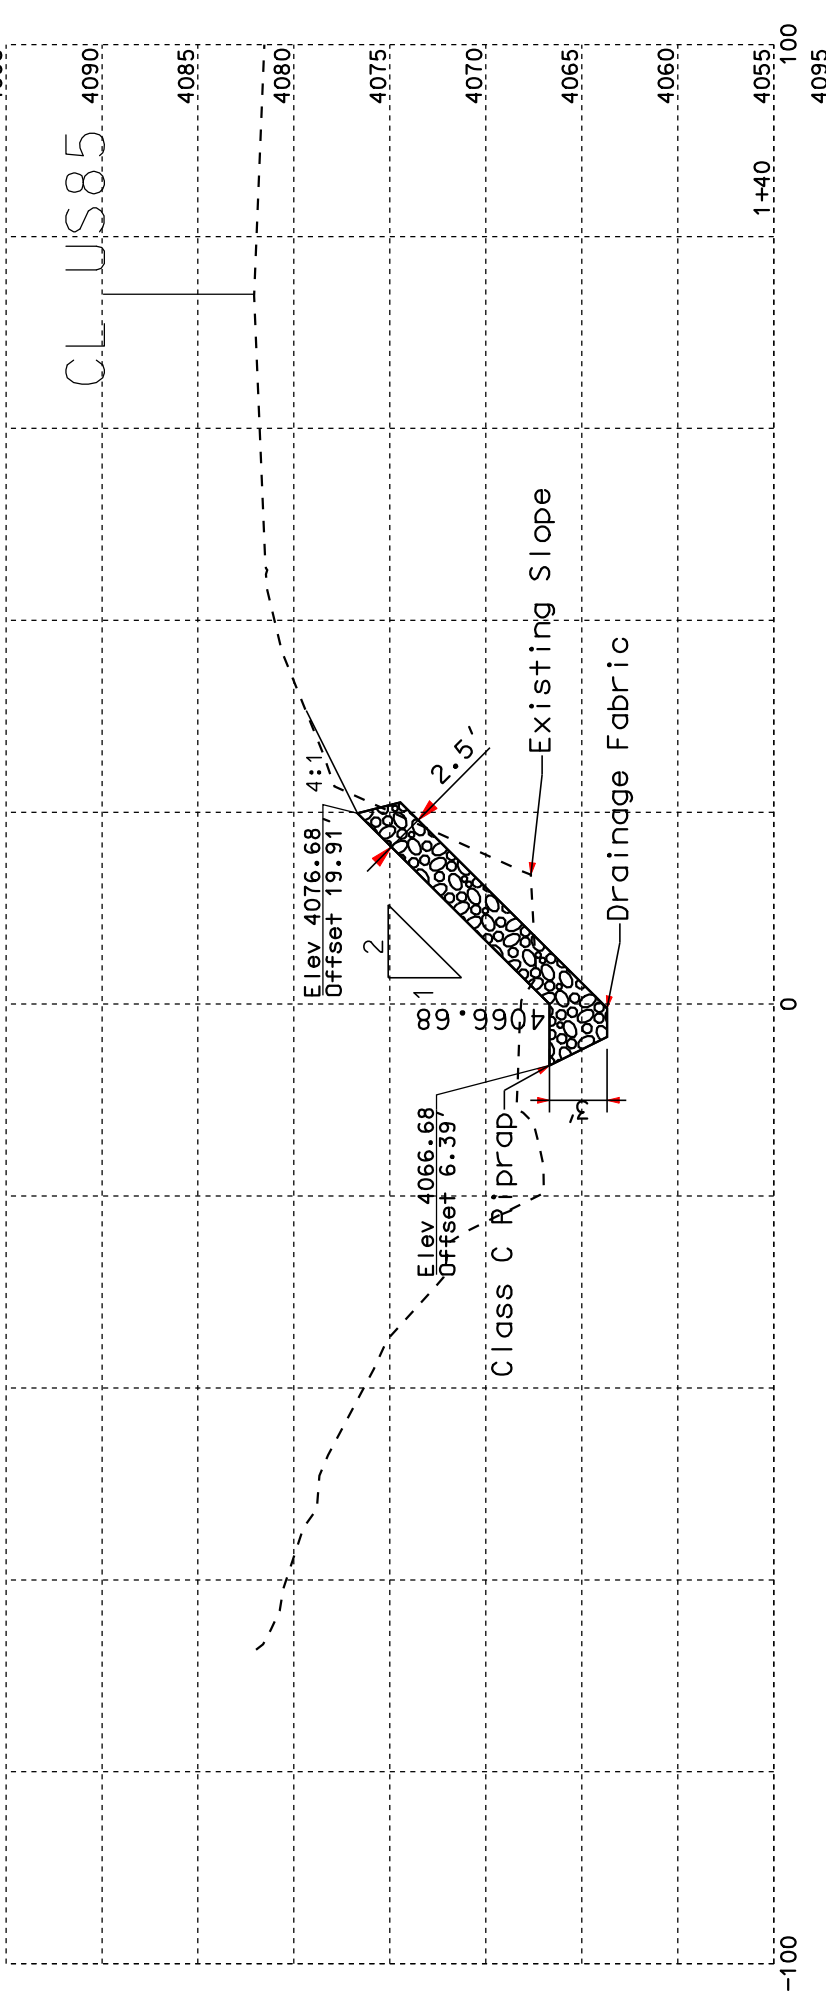 CL US85
4090
4085
4080
4075
4070
4065
4060
4055
4095
100
1+40
4:1
2.5'
Existing Slope
Drainage Fabric
Elev 4076.68
Offset 19.91'
2
1
4066.68
0
3'
Elev 4066.68
Offset 6.39'
Class C Riprap
-100